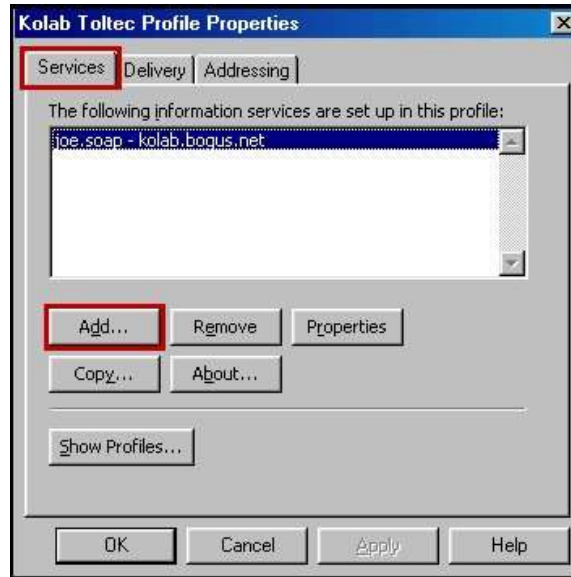 Kolab Toltec Profile Properties
Services Delivery Addressing
The following information services are set up in this profile:
joe.soap - kolab.bogus.net
Add... Remove Properties
Copy... About...
Show Profiles...
OK Cancel Apply Help